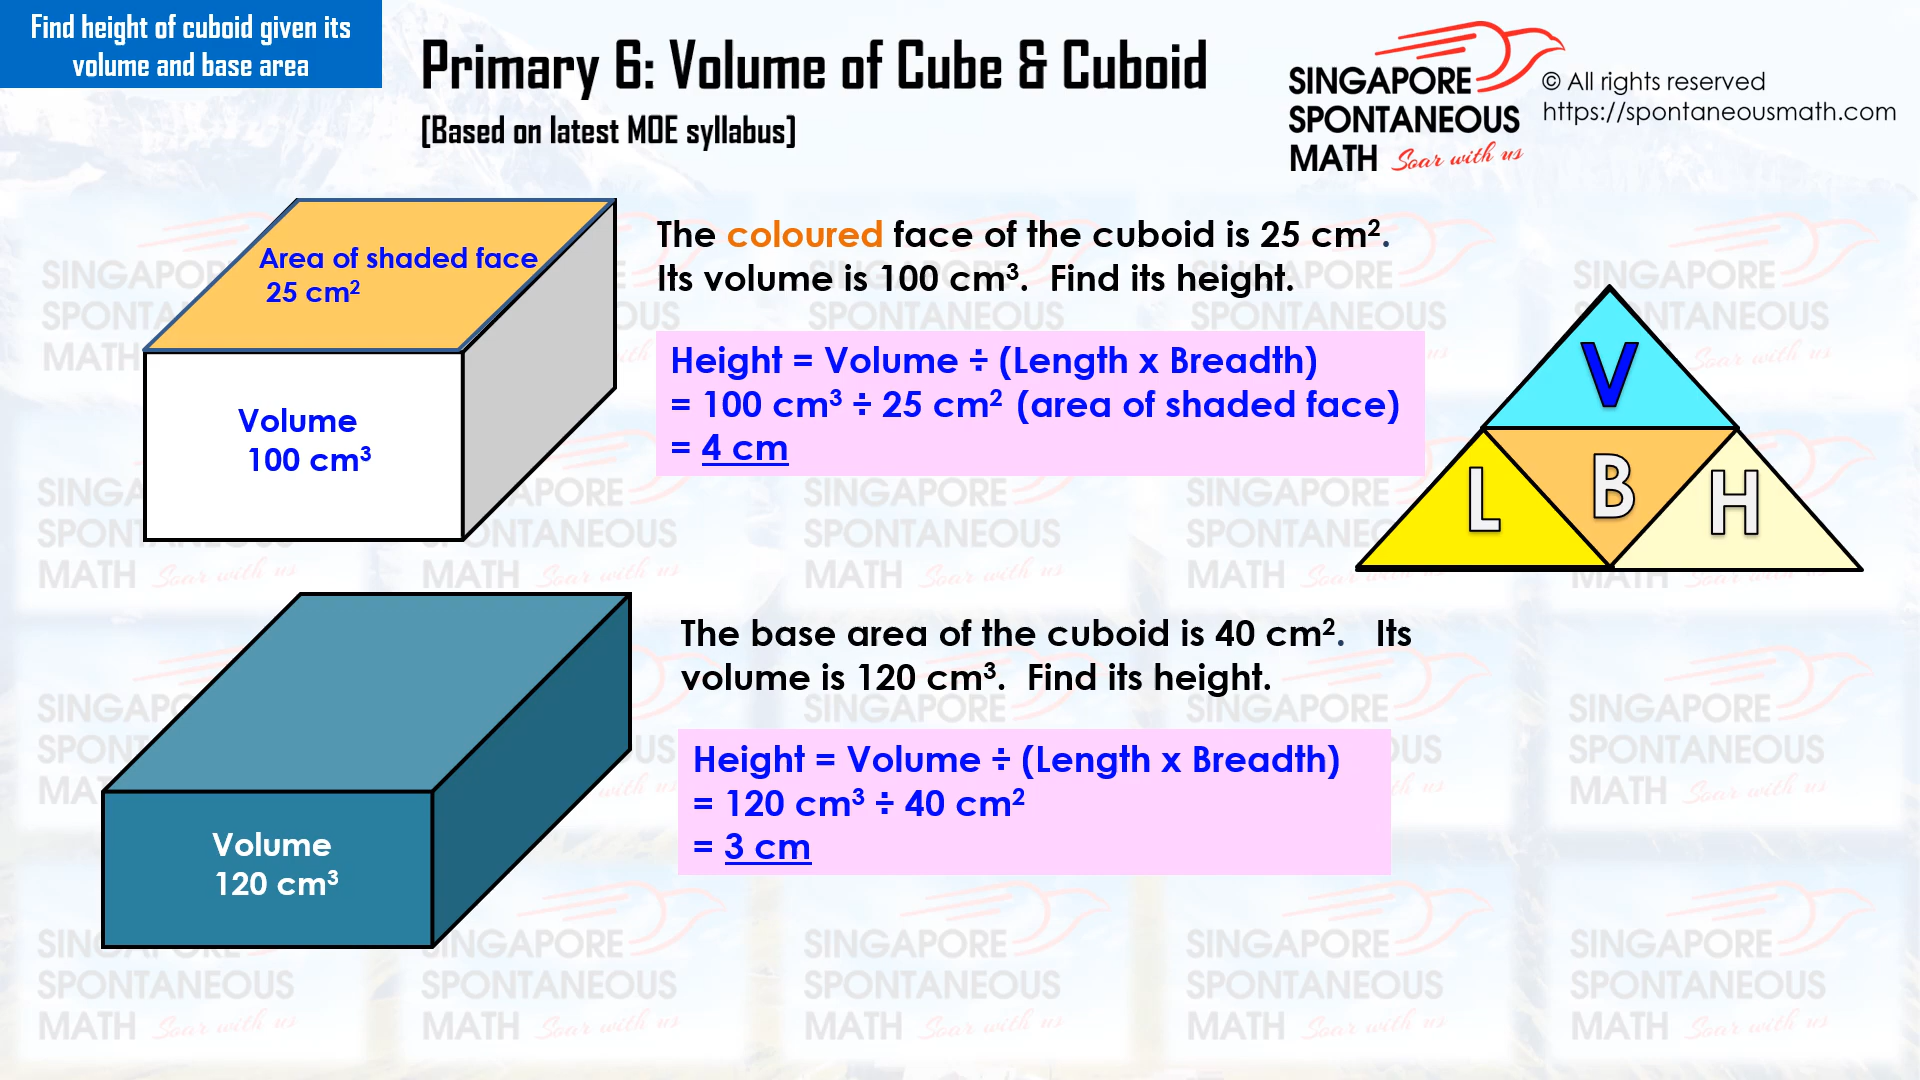 Find height of cuboid given its
volume and base area
Primary 6: Volume of Cube & Cuboid
[Based on latest MOE syllabus]
SINGAPORE
SPONTANEOUS
MATH Soar with us
© All rights reserved
https://spontaneousmath.com
Area of shaded face
25 cm²
Volume
100 cm³
The coloured face of the cuboid is 25 cm².
Its volume is 100 cm³. Find its height.
Height = Volume ÷ (Length x Breadth)
= 100 cm³ ÷ 25 cm² (area of shaded face)
= 4 cm
V
L B H
Volume
120 cm³
The base area of the cuboid is 40 cm². Its
volume is 120 cm³. Find its height.
Height = Volume ÷ (Length x Breadth)
= 120 cm³ ÷ 40 cm²
= 3 cm